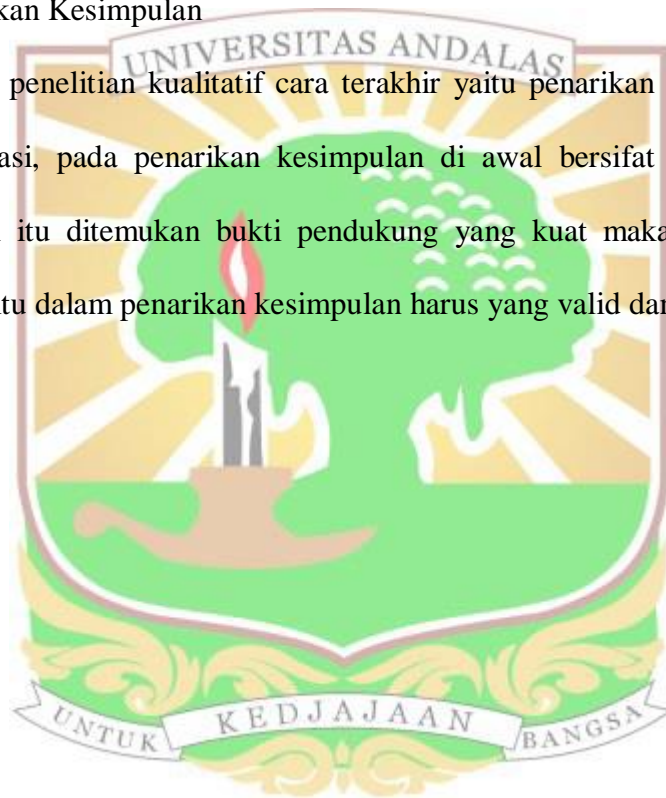 kan Kesimpulan
UNIVERSITAS ANDALAS
penelitian kualitatif cara terakhir yaitu penarikan
asi, pada penarikan kesimpulan di awal bersifat
itu ditemukan bukti pendukung yang kuat maka
tu dalam penarikan kesimpulan harus yang valid dan
UNTUK KEDJAJAAN BANGSA